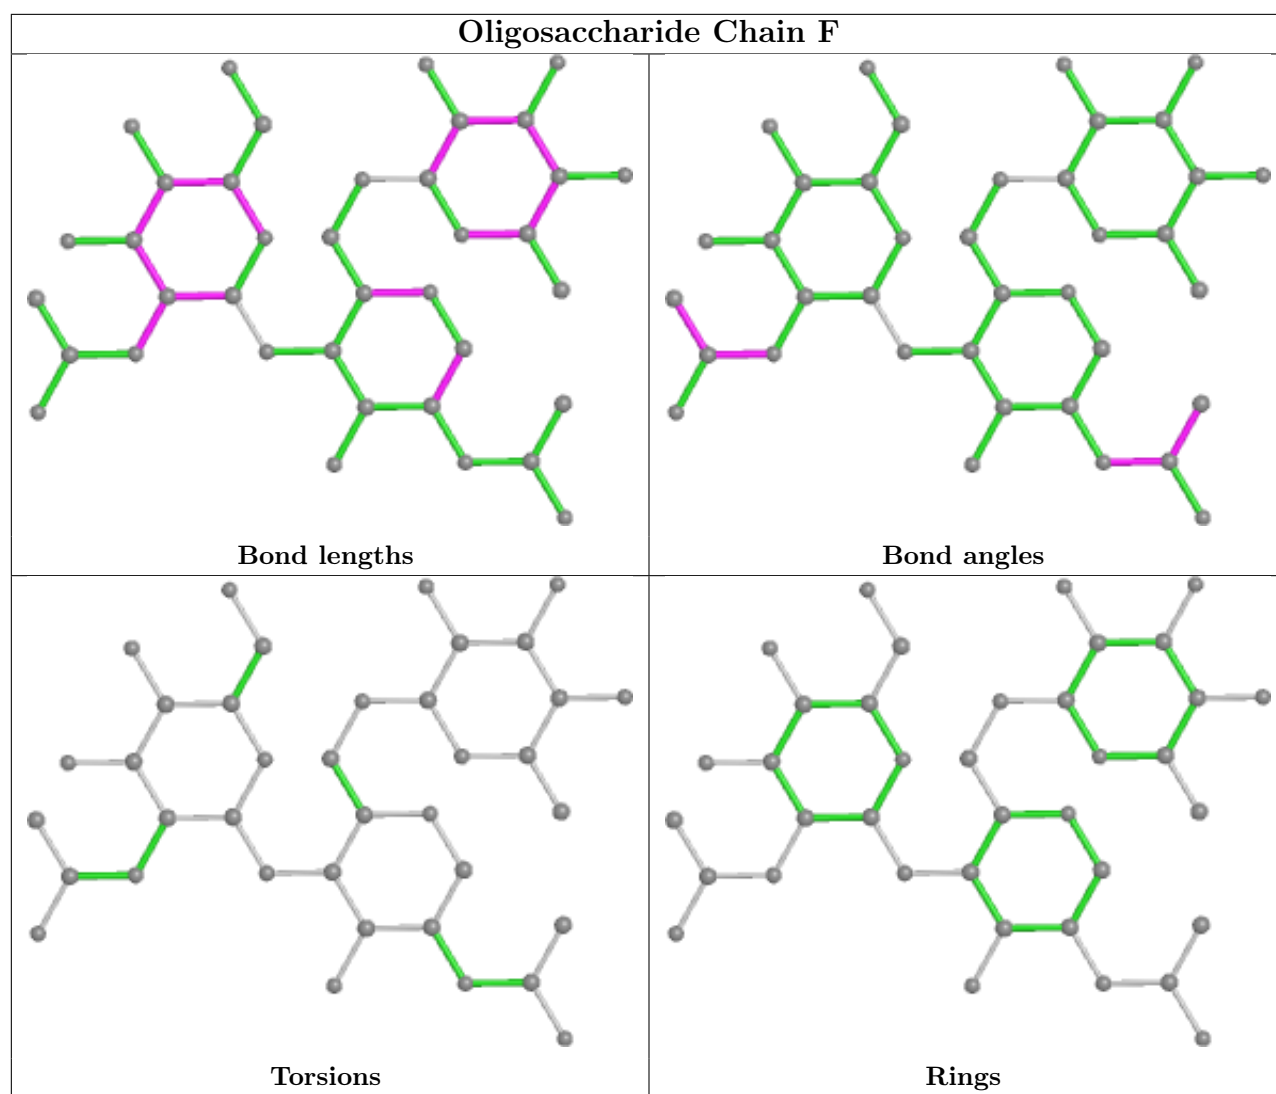 Oligosaccharide Chain F
Bond lengths
Bond angles
Torsions
Rings